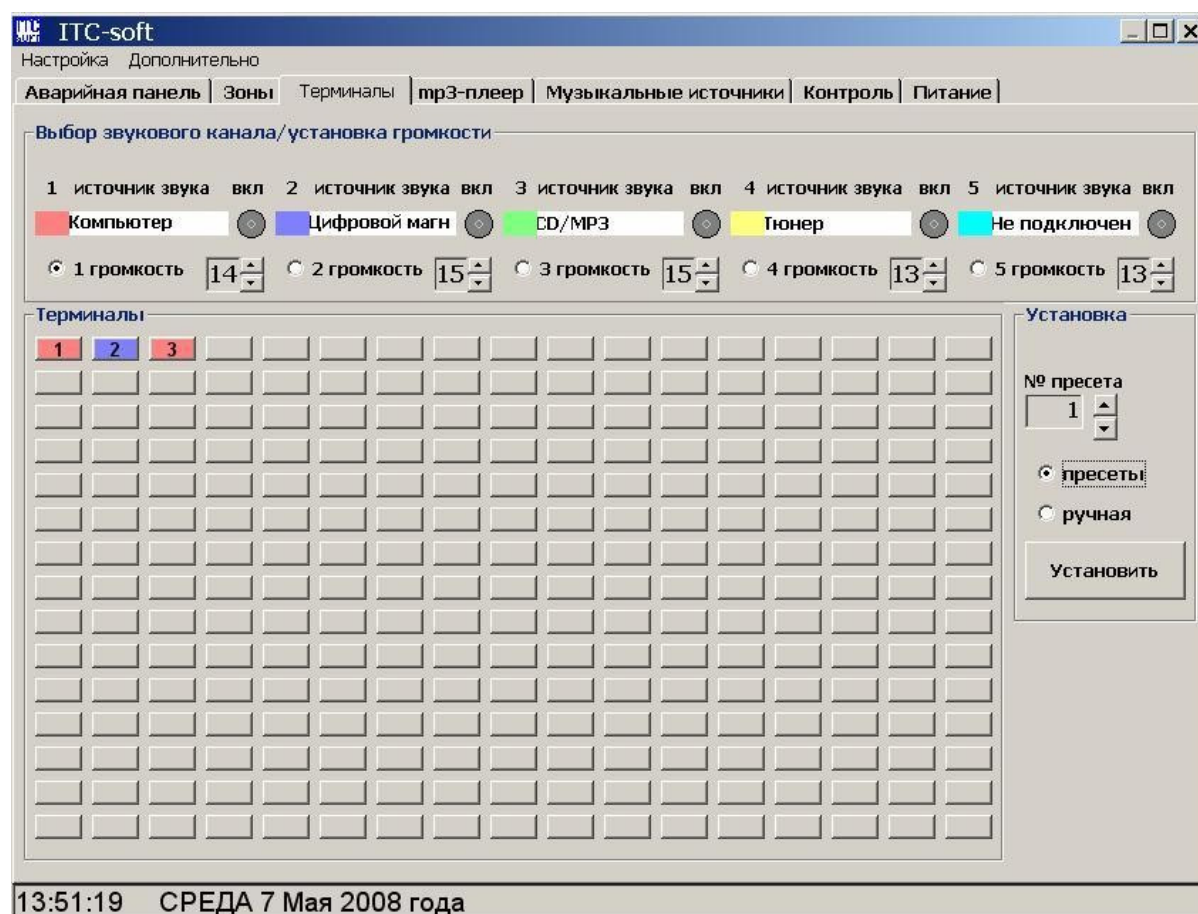 ITC SOFT ITC-soft
Настройка Дополнительно
Аварийная панель Зоны Терминалы mp3-плеер Музыкальные источники Контроль Питание
Выбор звукового канала/установка громкости
1 источник звука вкл 2 источник звука вкл 3 источник звука вкл 4 источник звука вкл 5 источник звука вкл
Компьютер Цифровой магн CD/MP3 Тюнер Не подключен
1 громкость 14 2 громкость 15 3 громкость 15 4 громкость 13 5 громкость 13
Терминалы Установка
1 2 3
№ пресета
1
пресеты
ручная
Установить
13:51:19 СРЕДА 7 Мая 2008 года